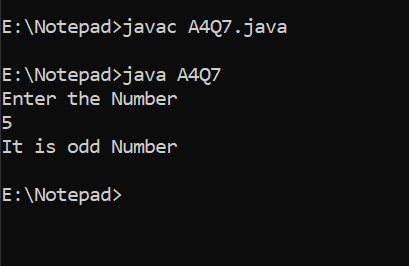 E:\Notepad>javac A4Q7.java
E:\Notepad>java A4Q7
Enter the Number
5
It is odd Number
E:\Notepad>